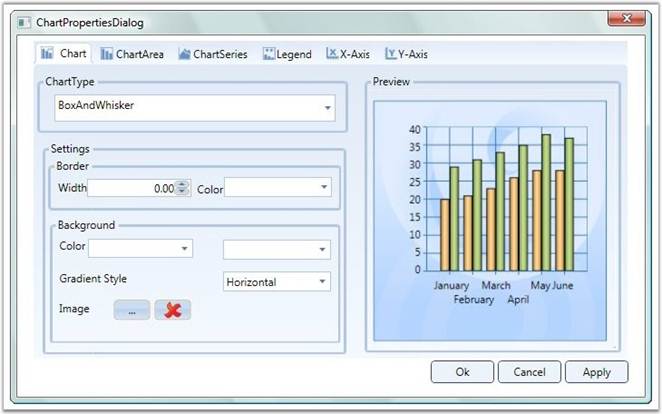 ChartPropertiesDialog
Chart ChartArea ChartSeries Legend X-Axis Y-Axis
ChartType
BoxAndWhisker
Settings
Border
Width 0.00 Color
Background
Color
Gradient Style Horizontal
Image ...
Preview
40
35
30
25
20
15
10
5
0
January March May June
February April
Ok Cancel Apply